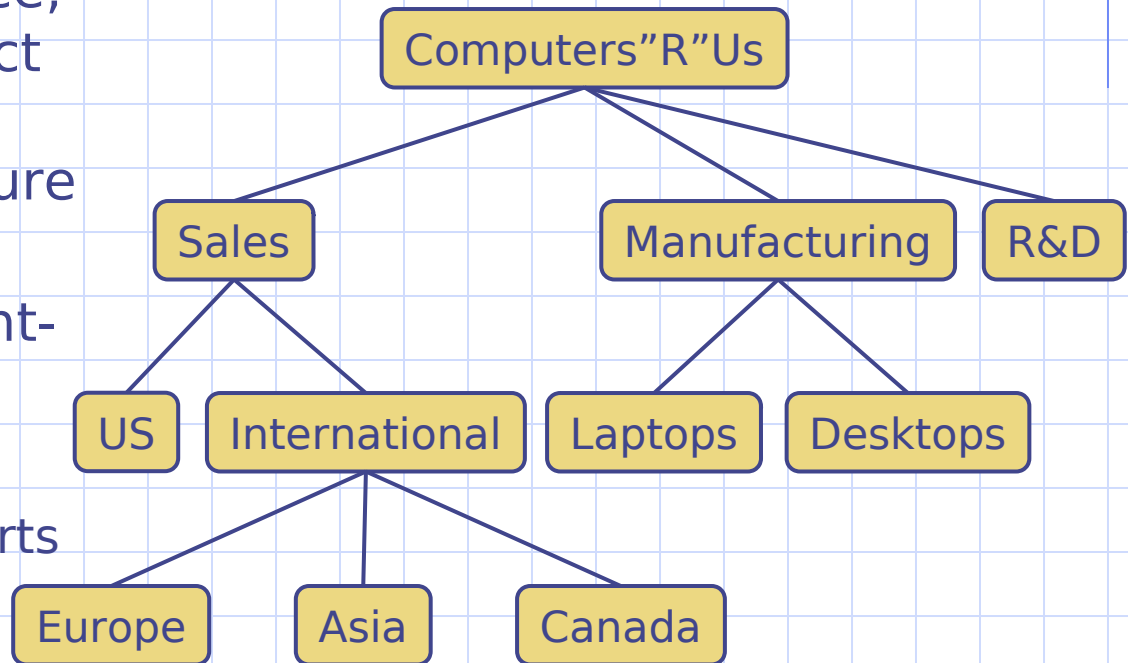 Computers”R”Us
Sales Manufacturing R&D
US International Laptops Desktops
Europe Asia Canada